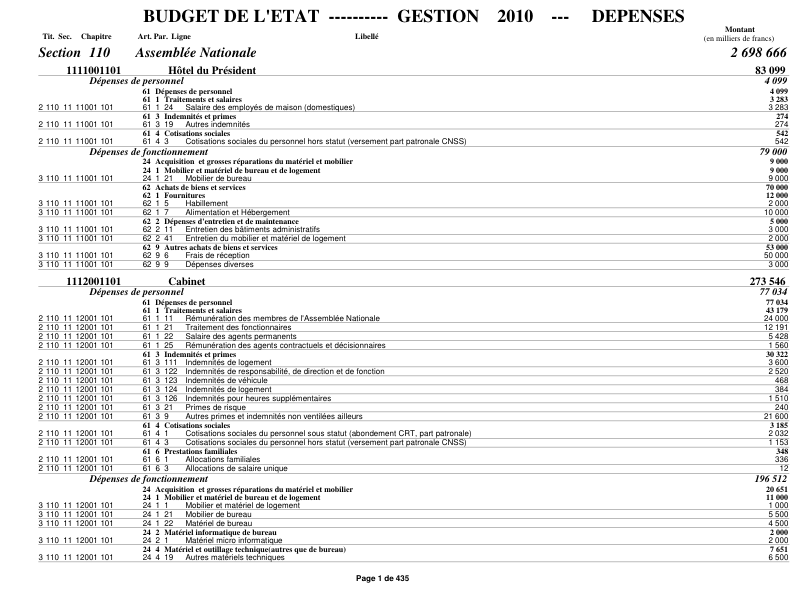 BUDGET DE L'ETAT ---------- GESTION 2010 --- DEPENSES
Tit. Sec. Chapitre Art. Par. Ligne Libellé Montant
(en milliers de francs)
Section 110 Assemblée Nationale 2 698 666
1111001101 Hôtel du Président 83 099
Dépenses de personnel 4 099
61 Dépenses de personnel 4 099
61 1 Traitements et salaires 3 283
2 110 11 11001 101 61 1 24 Salaire des employés de maison (domestiques) 3 283
61 3 Indemnités et primes 274
2 110 11 11001 101 61 3 19 Autres indemnités 274
61 4 Cotisations sociales 542
2 110 11 11001 101 61 4 3 Cotisations sociales du personnel hors statut (versement part patronale CNSS) 542
Dépenses de fonctionnement 79 000
24 Acquisition et grosses réparations du matériel et mobilier 9 000
24 1 Mobilier et matériel de bureau et de logement 9 000
3 110 11 11001 101 24 1 21 Mobilier de bureau 9 000
62 Achats de biens et services 70 000
62 1 Fournitures 12 000
3 110 11 11001 101 62 1 5 Habillement 2 000
3 110 11 11001 101 62 1 7 Alimentation et Hébergement 10 000
62 2 Dépenses d'entretien et de maintenance 5 000
3 110 11 11001 101 62 2 11 Entretien des bâtiments administratifs 3 000
3 110 11 11001 101 62 2 41 Entretien du mobilier et matériel de logement 2 000
62 9 Autres achats de biens et services 53 000
3 110 11 11001 101 62 9 6 Frais de réception 50 000
3 110 11 11001 101 62 9 9 Dépenses diverses 3 000
1112001101 Cabinet 273 546
Dépenses de personnel 77 034
61 Dépenses de personnel 77 034
61 1 Traitements et salaires 43 179
2 110 11 12001 101 61 1 11 Rémunération des membres de l'Assemblée Nationale 24 000
2 110 11 12001 101 61 1 21 Traitement des fonctionnaires 12 191
2 110 11 12001 101 61 1 22 Salaire des agents permanents 5 428
2 110 11 12001 101 61 1 25 Rémunération des agents contractuels et décisionnaires 1 560
61 3 Indemnités et primes 30 322
2 110 11 12001 101 61 3 111 Indemnités de logement 3 600
2 110 11 12001 101 61 3 122 Indemnités de responsabilité, de direction et de fonction 2 520
2 110 11 12001 101 61 3 123 Indemnités de véhicule 468
2 110 11 12001 101 61 3 124 Indemnités de logement 384
2 110 11 12001 101 61 3 126 Indemnités pour heures supplémentaires 1 510
2 110 11 12001 101 61 3 21 Primes de risque 240
2 110 11 12001 101 61 3 9 Autres primes et indemnités non ventilées ailleurs 21 600
61 4 Cotisations sociales 3 185
2 110 11 12001 101 61 4 1 Cotisations sociales du personnel sous statut (abondement CRT, part patronale) 2 032
2 110 11 12001 101 61 4 3 Cotisations sociales du personnel hors statut (versement part patronale CNSS) 1 153
61 6 Prestations familiales 348
2 110 11 12001 101 61 6 1 Allocations familiales 336
2 110 11 12001 101 61 6 3 Allocations de salaire unique 12
Dépenses de fonctionnement 196 512
24 Acquisition et grosses réparations du matériel et mobilier 20 651
24 1 Mobilier et matériel de bureau et de logement 11 000
3 110 11 12001 101 24 1 1 Mobilier et matériel de logement 1 000
3 110 11 12001 101 24 1 21 Mobilier de bureau 5 500
3 110 11 12001 101 24 1 22 Matériel de bureau 4 500
24 2 Matériel informatique de bureau 2 000
3 110 11 12001 101 24 2 1 Matériel micro informatique 2 000
24 4 Matériel et outillage technique(autres que de bureau) 7 651
3 110 11 12001 101 24 4 19 Autres matériels techniques 6 500
Page 1 de 435